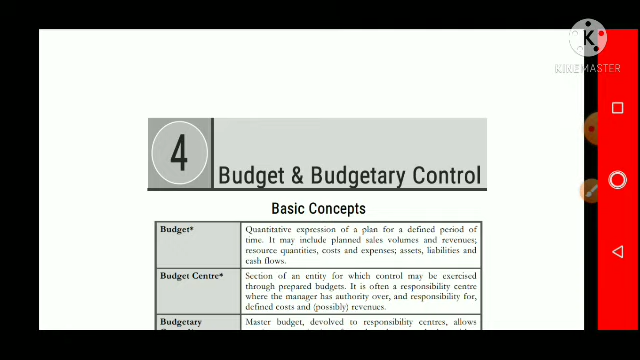 K
KINEMASTER
4
Budget & Budgetary Control
Basic Concepts
Budget*
Quantitative expression of a plan for a defined period of
time. It may include planned sales volumes and revenues;
resource quantities, costs and expenses; assets, liabilities and
cash flows.
Budget Centre*
Section of an entity for which control may be exercised
through prepared budgets. It is often a responsibility centre
where the manager has authority over, and responsibility for,
defined costs and (possibly) revenues.
Budgetary
Master budget, devolved to responsibility centres, allows